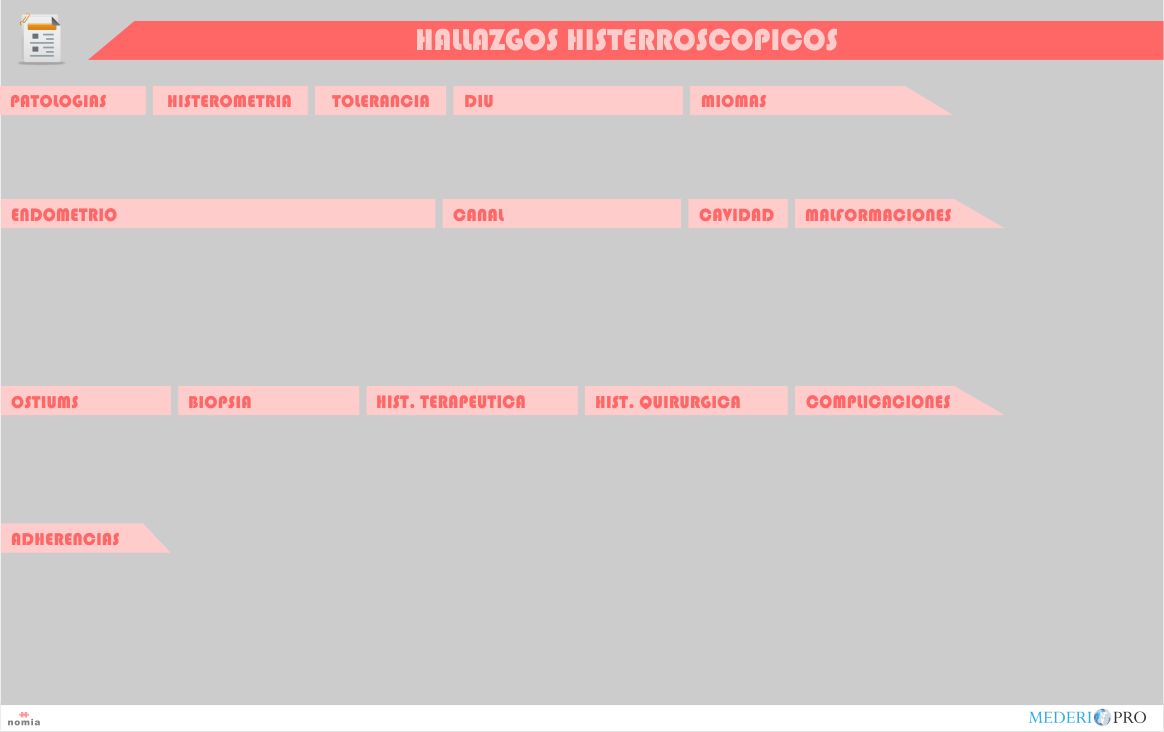 HALLAZGOS HISTERROSCOPICOS
PATOLOGIAS HISTEROMETRIA TOLERANCIA DIU MIOMAS
ENDOMETRIO CANAL CAVIDAD MALFORMACIONES
OSTIUMS BIOPSIA HIST. TERAPEUTICA HIST. QUIRURGICA COMPLICACIONES
ADHERENCIAS
nomia MEDERI PRO